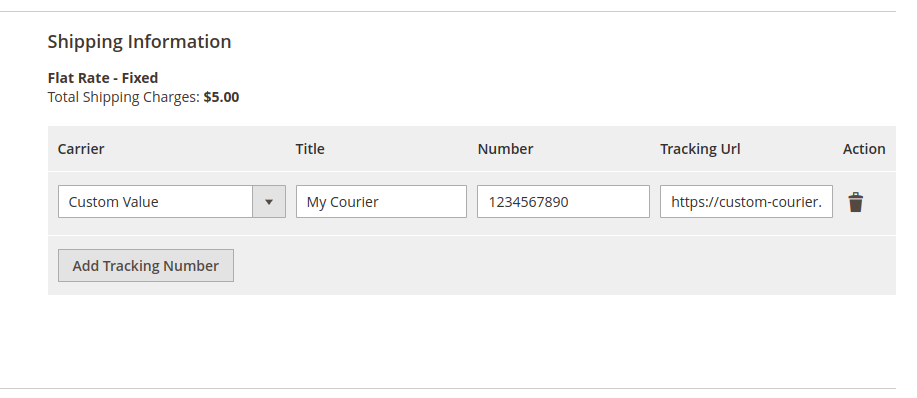 Shipping Information
Flat Rate - Fixed
Total Shipping Charges: $5.00
Carrier Title Number Tracking Url Action
Custom Value My Courier 1234567890 https://custom-courier.
Add Tracking Number